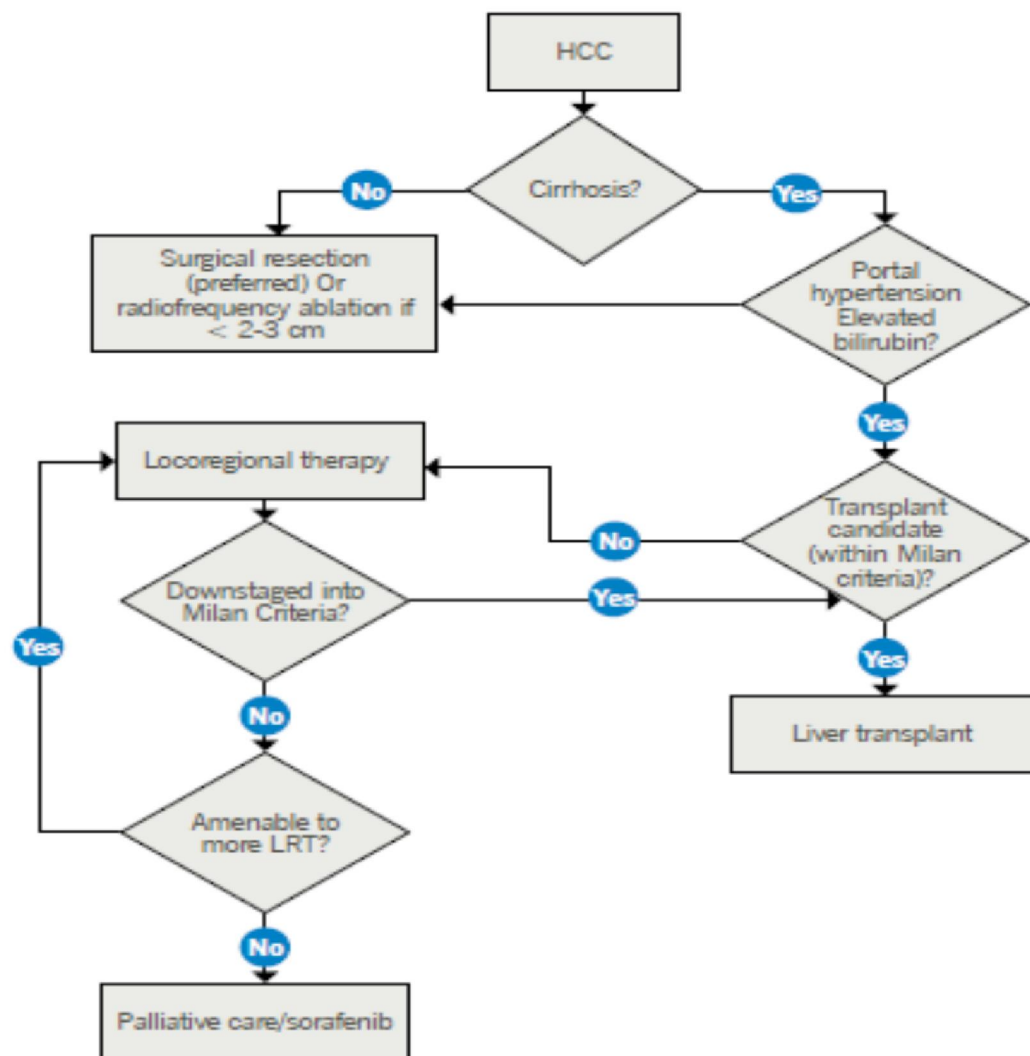 HCC
Cirrhosis?
No
Yes
Surgical resection
(preferred) Or
radiofrequency ablation if
< 2-3 cm
Portal
hypertension
Elevated
bilirubin?
Yes
Locoregional therapy
Transplant
candidate
(within Milan
criteria)?
No
Downstaged into
Milan Criteria?
Yes
Yes
Yes
No
Liver transplant
Amenable to
more LRT?
No
Palliative care/sorafenib